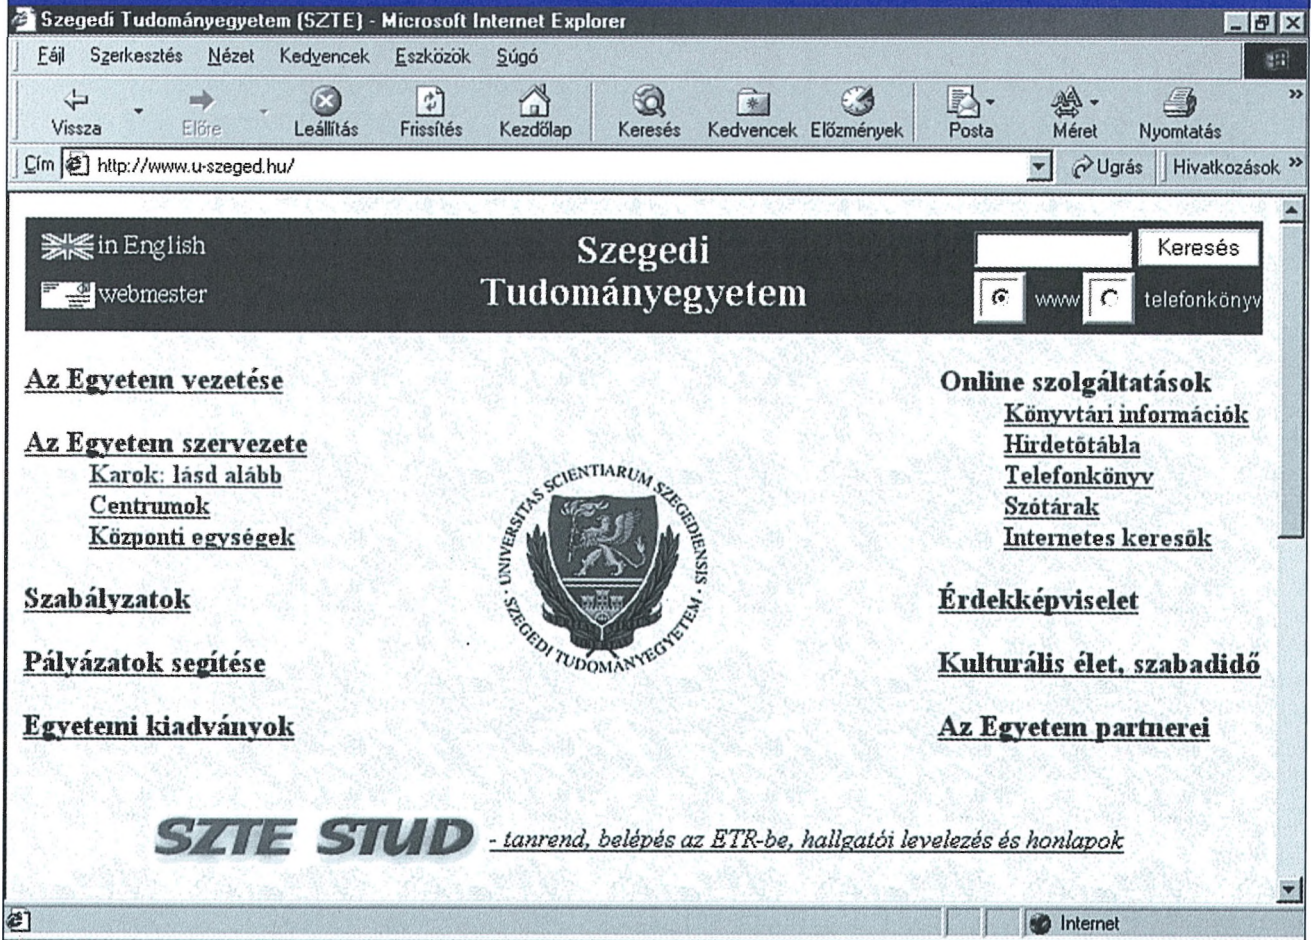 Szegedi Tudományegyetem (SZTE) - Microsoft Internet Explorer
Fájl Szerkesztés Nézet Kedvencek Eszközök Súgó
Vissza Előre Leállítás Frissítés Kezdőlap Keresés Kedvencek Előzmények Posta Méret Nyomtatás »
Cím http://www.u-szeged.hu/ Ugrás Hivatkozások »
in English
webmester
Szegedi
Tudományegyetem
Keresés
www telefonkönyv
Az Egyetem vezetése
Az Egyetem szervezete
Karok: lásd alább
Centrumok
Központi egységek
Szabályzatok
Pályázatok segítése
Egyetemi kiadványok
UNIVERSITAS SCIENTIARUM SZEGEDIENSIS
· SZEGEDI TUDOMÁNYEGYETEM ·
Online szolgáltatások
Könyvtári információk
Hirdetőtábla
Telefonkönyv
Szótárak
Internetes keresők
Érdekképviselet
Kulturális élet, szabadidő
Az Egyetem partnerei
SZTE STUD - tanrend, belépés az ETR-be, hallgatói levelezés és honlapok
Internet